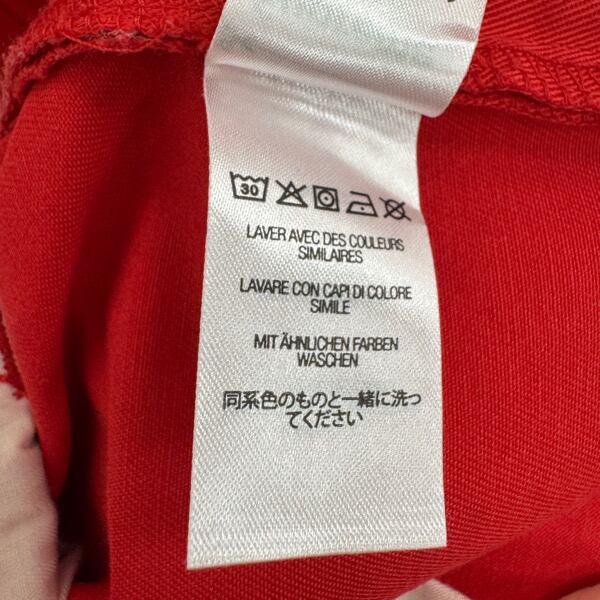 30
LAVER AVEC DES COULEURS
SIMILAIRES
LAVARE CON CAPI DI COLORE
SIMILE
MIT ÄHNLICHEN FARBEN
WASCHEN
同系色のものと一緒に洗っ
てください